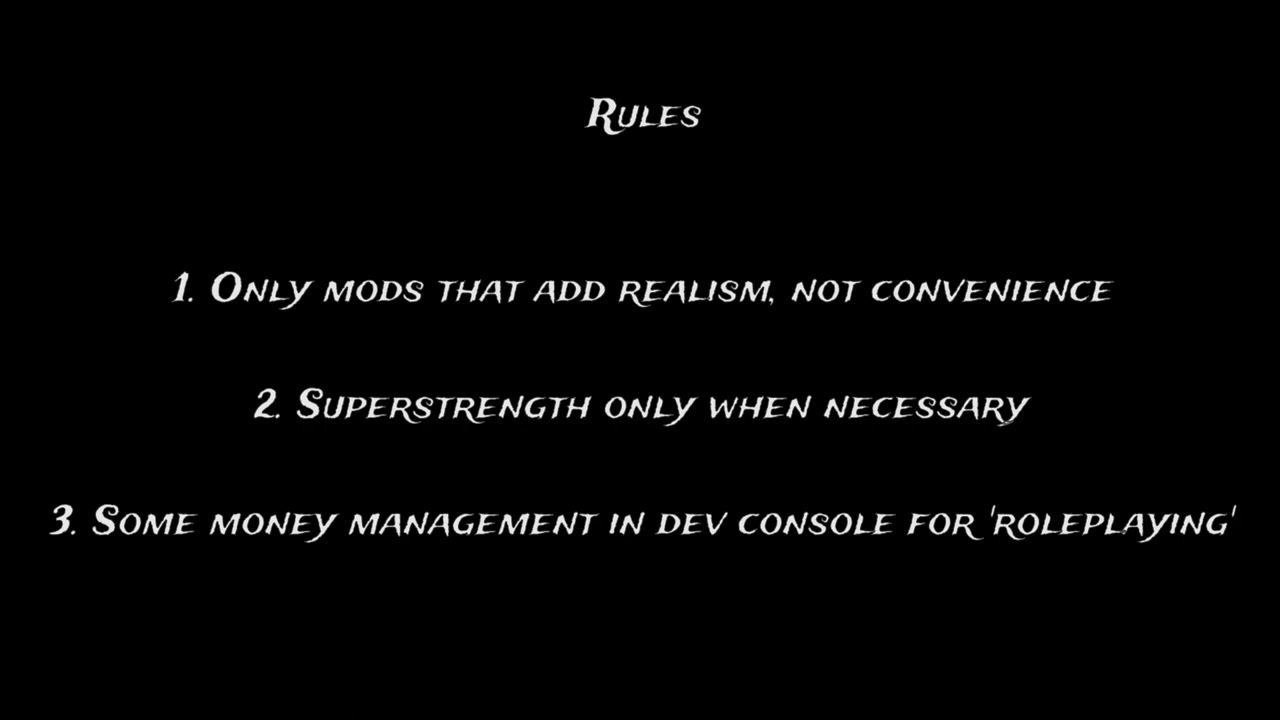 Rules
1. Only mods that add realism, not convenience
2. Superstrength only when necessary
3. Some money management in dev console for 'roleplaying'